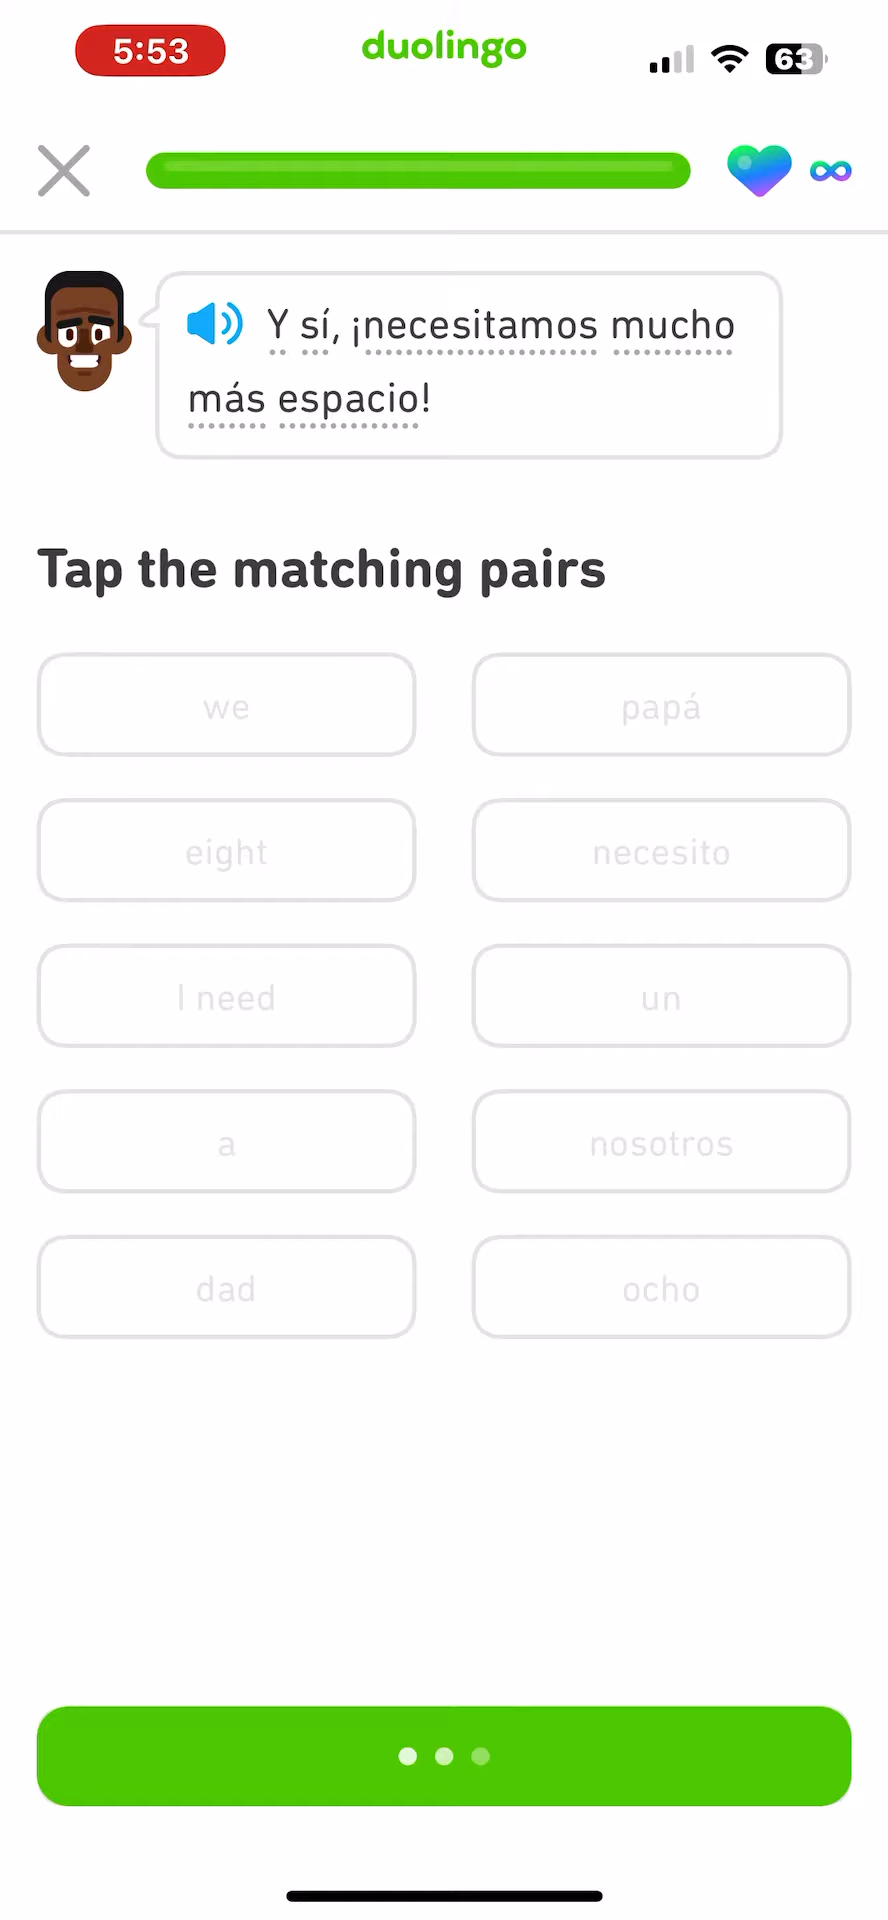 5:53
duolingo
63
Y sí, ¡necesitamos mucho
más espacio!
Tap the matching pairs
we
papá
eight
necesito
I need
un
a
nosotros
dad
ocho